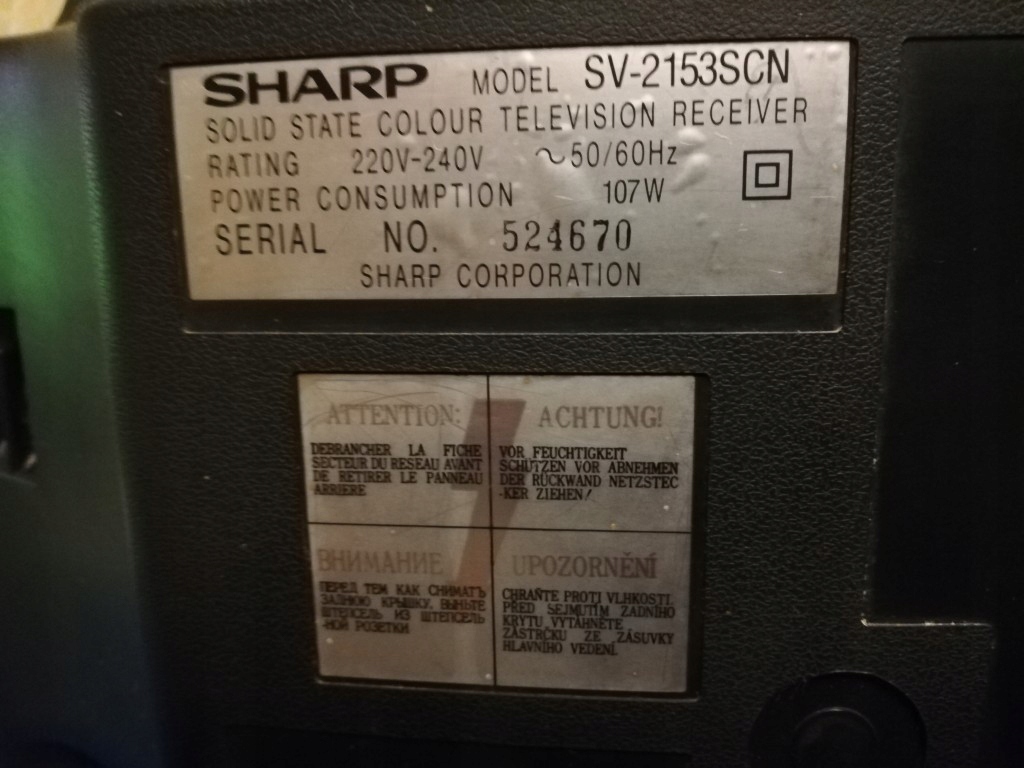 SHARP MODEL SV-2153SCN
SOLID STATE COLOUR TELEVISION RECEIVER
RATING 220V-240V ~50/60Hz
POWER CONSUMPTION 107W
SERIAL NO. 524670
SHARP CORPORATION
ATTENTION:
DEBRANCHER LA FICHE
SECTEUR DU RESEAU AVANT
DE RETIRER LE PANNEAU
ARRIERE
ACHTUNG!
VOR FEUCHTIGKEIT
SCHUTZEN VOR ABNEHMEN
DER RÜCKWAND NETZSTEC
-KER ZIEHEN!
ВНИМАНИЕ
ПЕРЕД ТЕМ КАК СНИМАТЬ
ЗАДНЮЮ КРЫШКУ, ВЫНЬТЕ
ШТЕПСЕЛЬ ИЗ ШТЕПСЕЛЬ
-НОЙ РОЗЕТКИ
UPOZORNĚNÍ
CHRAŇTE PROTI VLHKOSTI.
PŘED SEJMUTIM ZADNÍHO
KRYTU VYTÁHNĚTE
ZÁSTRČKU ZE ZÁSUVKY
HLAVNÍHO VEDENÍ.